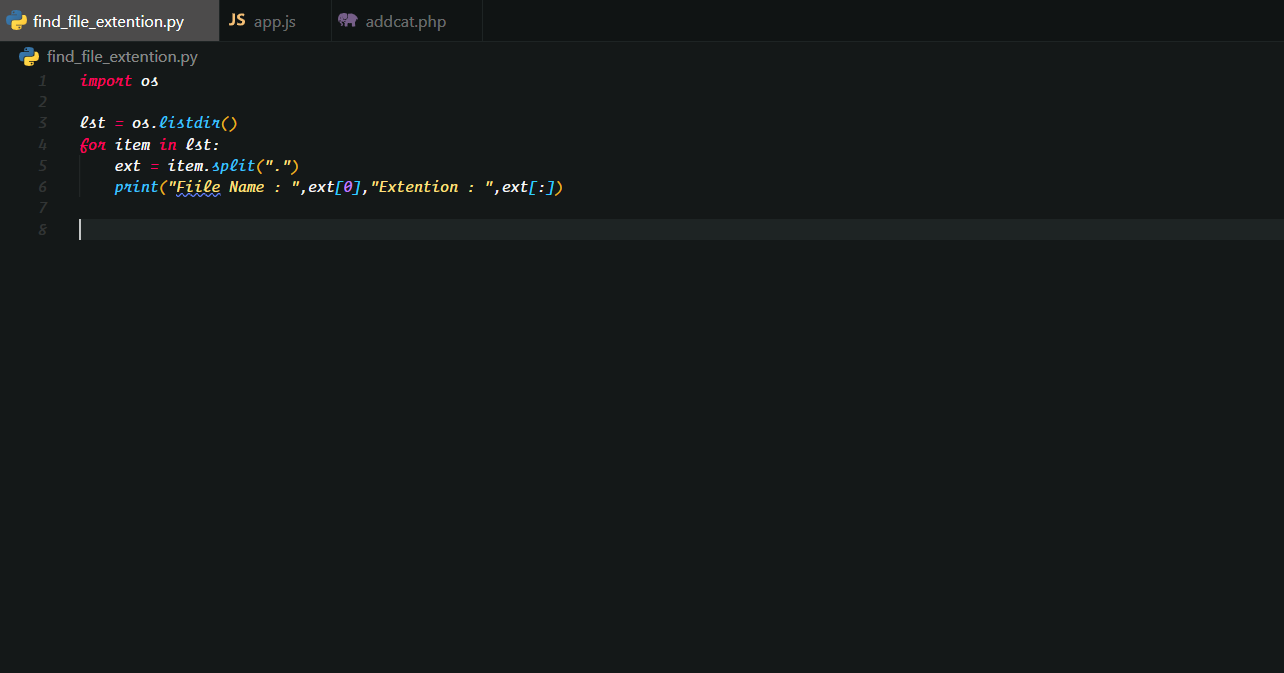 find_file_extention.py JS app.js addcat.php
find_file_extention.py
1 import os
2
3 lst = os.listdir()
4 for item in lst:
5 ext = item.split(".")
6 print("Fiile Name : ",ext[0],"Extention : ",ext[:])
7
8